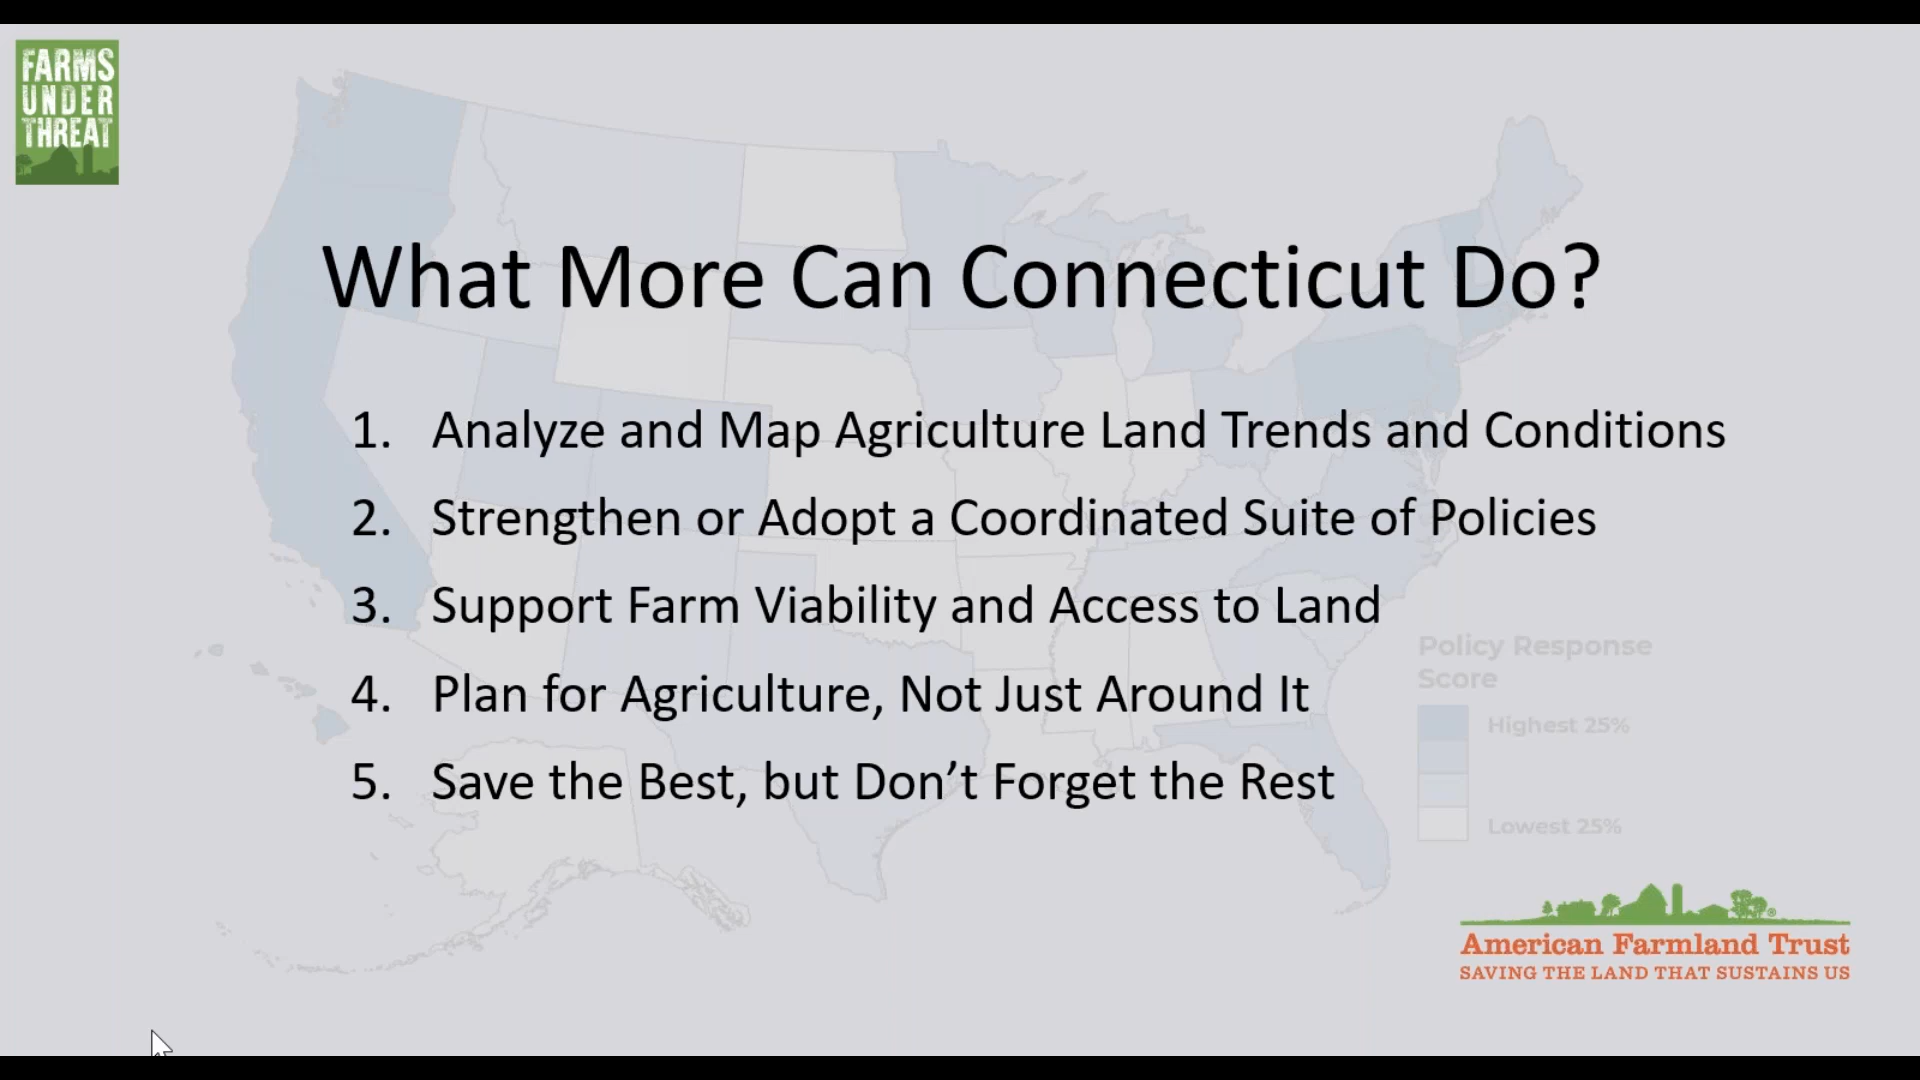 FARMS
UNDER
THREAT
What More Can Connecticut Do?
1. Analyze and Map Agriculture Land Trends and Conditions
2. Strengthen or Adopt a Coordinated Suite of Policies
3. Support Farm Viability and Access to Land
4. Plan for Agriculture, Not Just Around It
5. Save the Best, but Don’t Forget the Rest
Policy Response
Score
Highest 25%
Lowest 25%
American Farmland Trust
SAVING THE LAND THAT SUSTAINS US